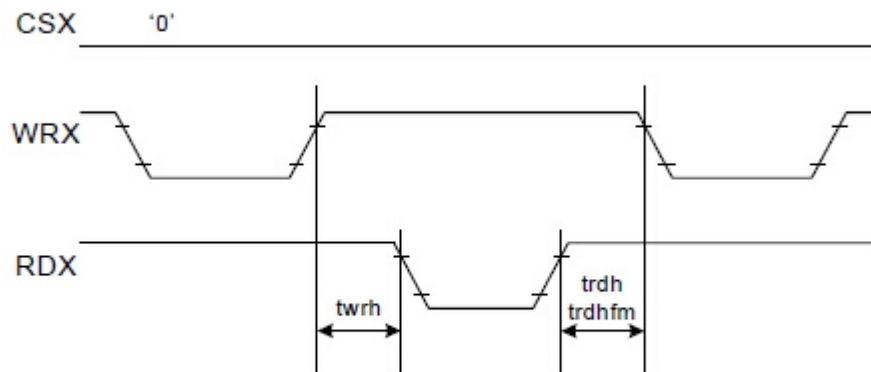 CSX '0'
WRX
RDX
twrh
trdh
trdhfm